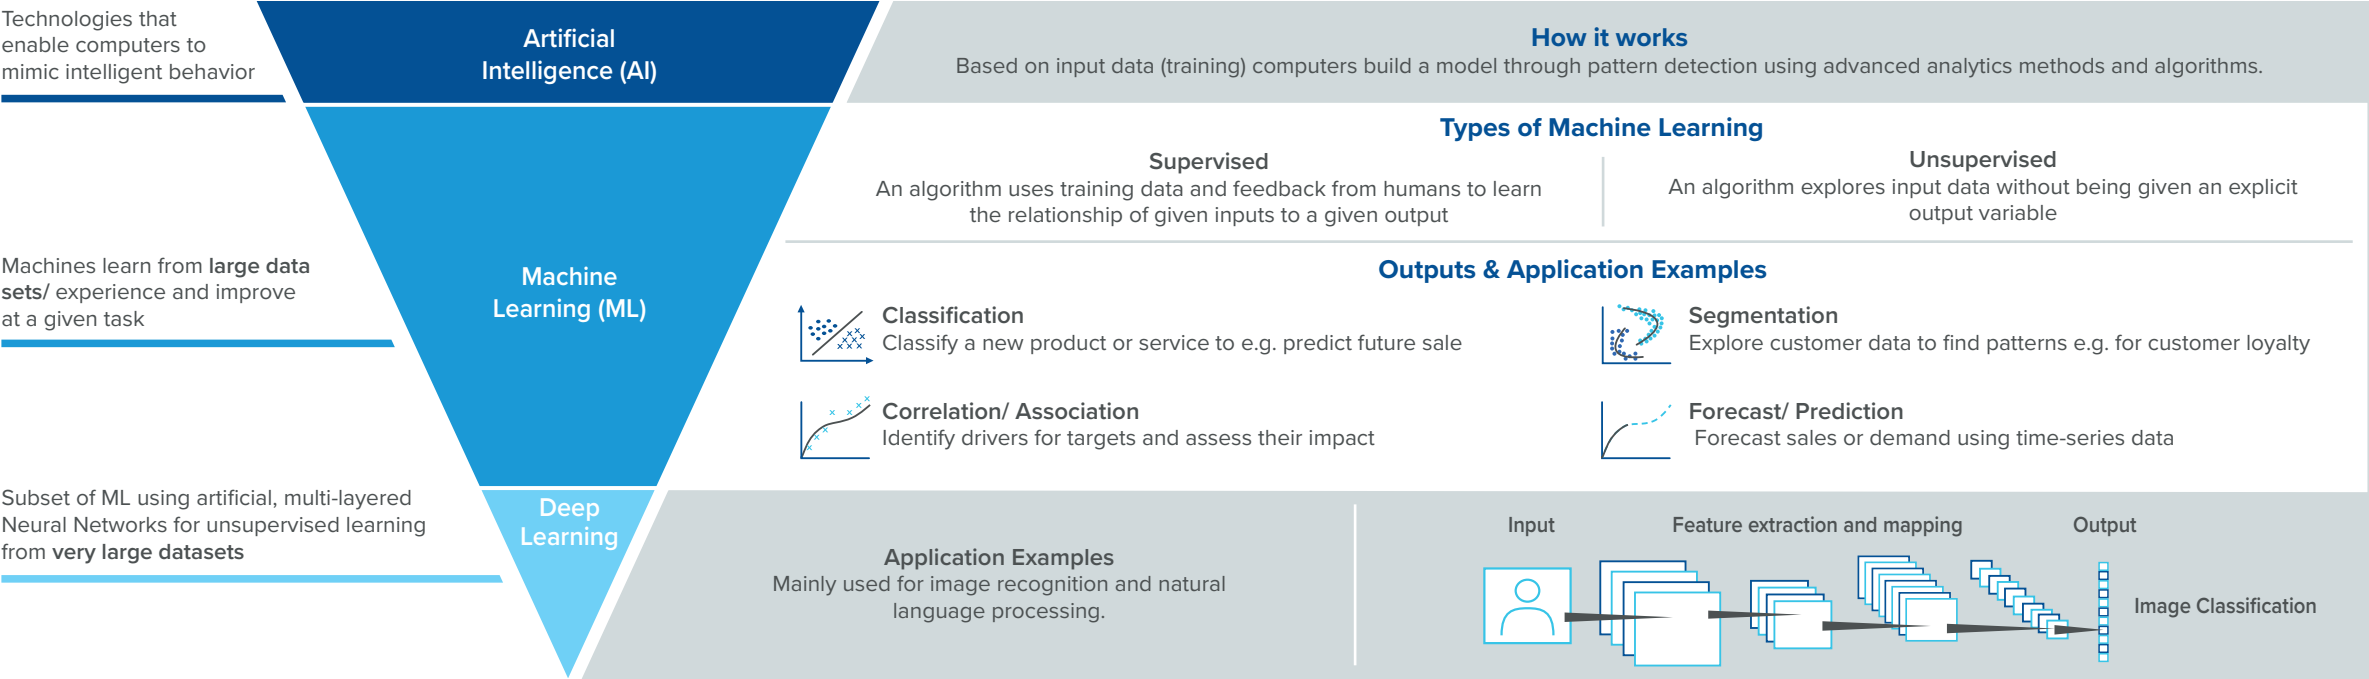 Technologies that
enable computers to
mimic intelligent behavior
Artificial
Intelligence (AI)
How it works
Based on input data (training) computers build a model through pattern detection using advanced analytics methods and algorithms.
Types of Machine Learning
Supervised
An algorithm uses training data and feedback from humans to learn
the relationship of given inputs to a given output
Unsupervised
An algorithm explores input data without being given an explicit
output variable
Machines learn from large data
sets/ experience and improve
at a given task
Machine
Learning (ML)
Outputs & Application Examples
Classification
Classify a new product or service to e.g. predict future sale
Segmentation
Explore customer data to find patterns e.g. for customer loyalty
Correlation/ Association
Identify drivers for targets and assess their impact
Forecast/ Prediction
Forecast sales or demand using time-series data
Subset of ML using artificial, multi-layered
Neural Networks for unsupervised learning
from very large datasets
Deep
Learning
Application Examples
Mainly used for image recognition and natural
language processing.
Input
Feature extraction and mapping
Output
Image Classification